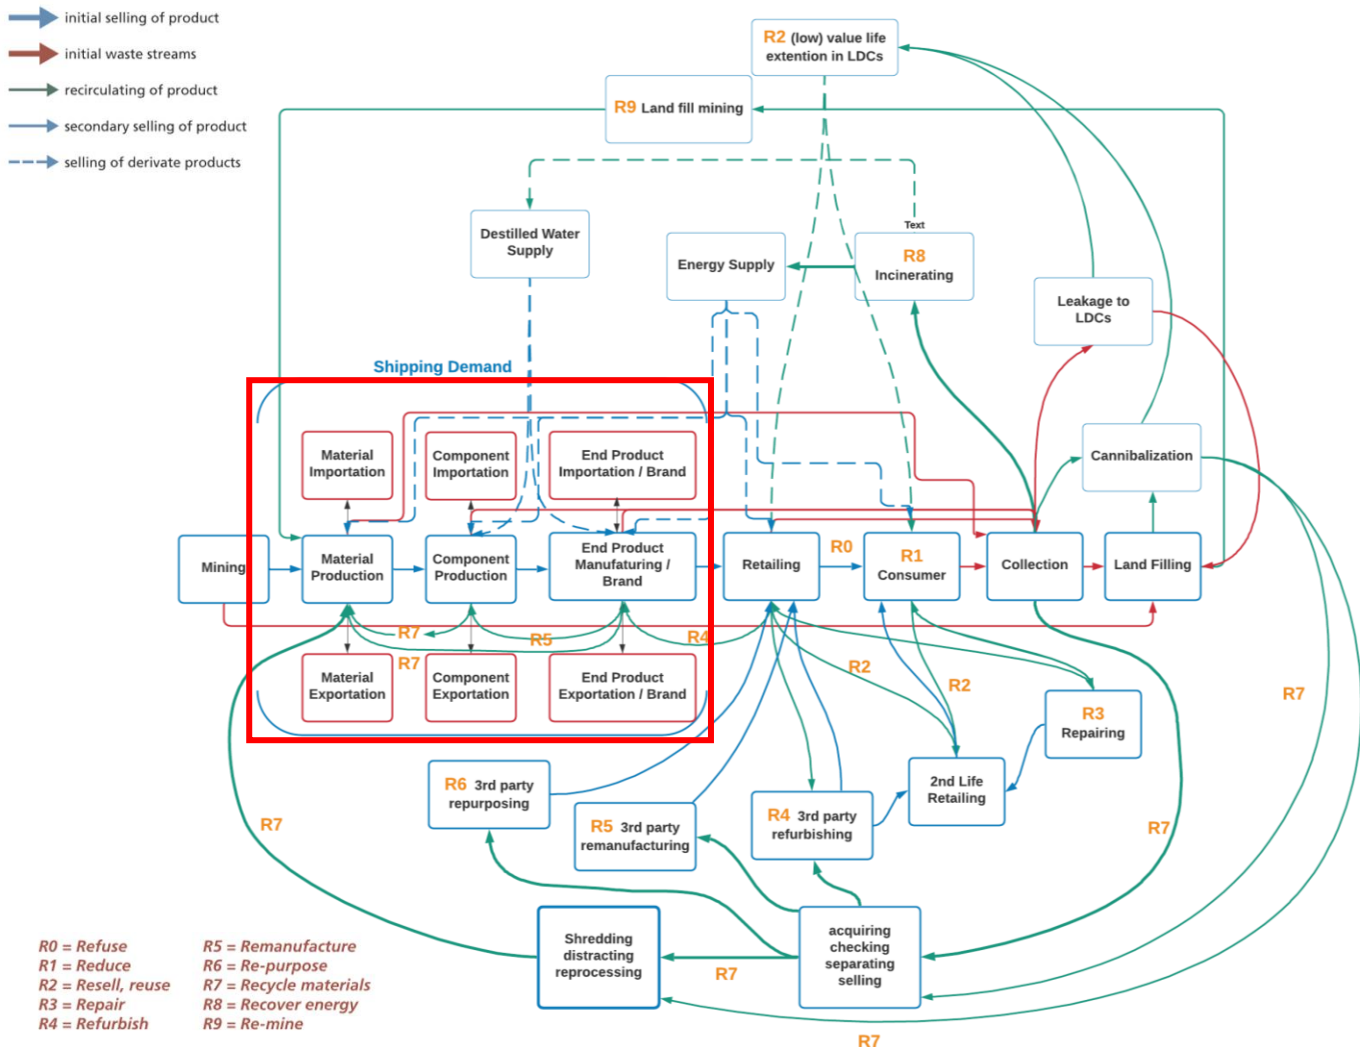 initial selling of product
initial waste streams
recirculating of product
secondary selling of product
selling of derivate products
R2 (low) value life
extention in LDCs
R9 Land fill mining
Destilled Water
Supply
Energy Supply
Text
R8
Incinerating
Leakage to
LDCs
Shipping Demand
Material
Importation
Component
Importation
End Product
Importation / Brand
Cannibalization
Mining
Material
Production
Component
Production
End Product
Manufaturing /
Brand
Retailing
R0
R1
Consumer
Collection
Land Filling
R7
R5
R4
R7
R2
R2
Material
Exportation
Component
Exportation
End Product
Exportation / Brand
R3
Repairing
R7
R6 3rd party
repurposing
2nd Life
Retailing
R5 3rd party
remanufacturing
R4 3rd party
refurbishing
R7
R7
Shredding
distracting
reprocessing
acquiring
checking
separating
selling
R7
R7
R0 = Refuse
R1 = Reduce
R2 = Resell, reuse
R3 = Repair
R4 = Refurbish
R5 = Remanufacture
R6 = Re-purpose
R7 = Recycle materials
R8 = Recover energy
R9 = Re-mine